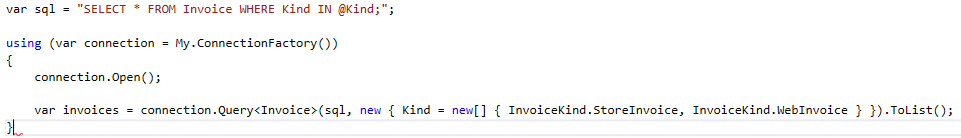 var sql = "SELECT * FROM Invoice WHERE Kind IN @Kind;";
using (var connection = My.ConnectionFactory())
{
connection.Open();
var invoices = connection.Query<Invoice>(sql, new { Kind = new[] { InvoiceKind.StoreInvoice, InvoiceKind.WebInvoice } }).ToList();
}